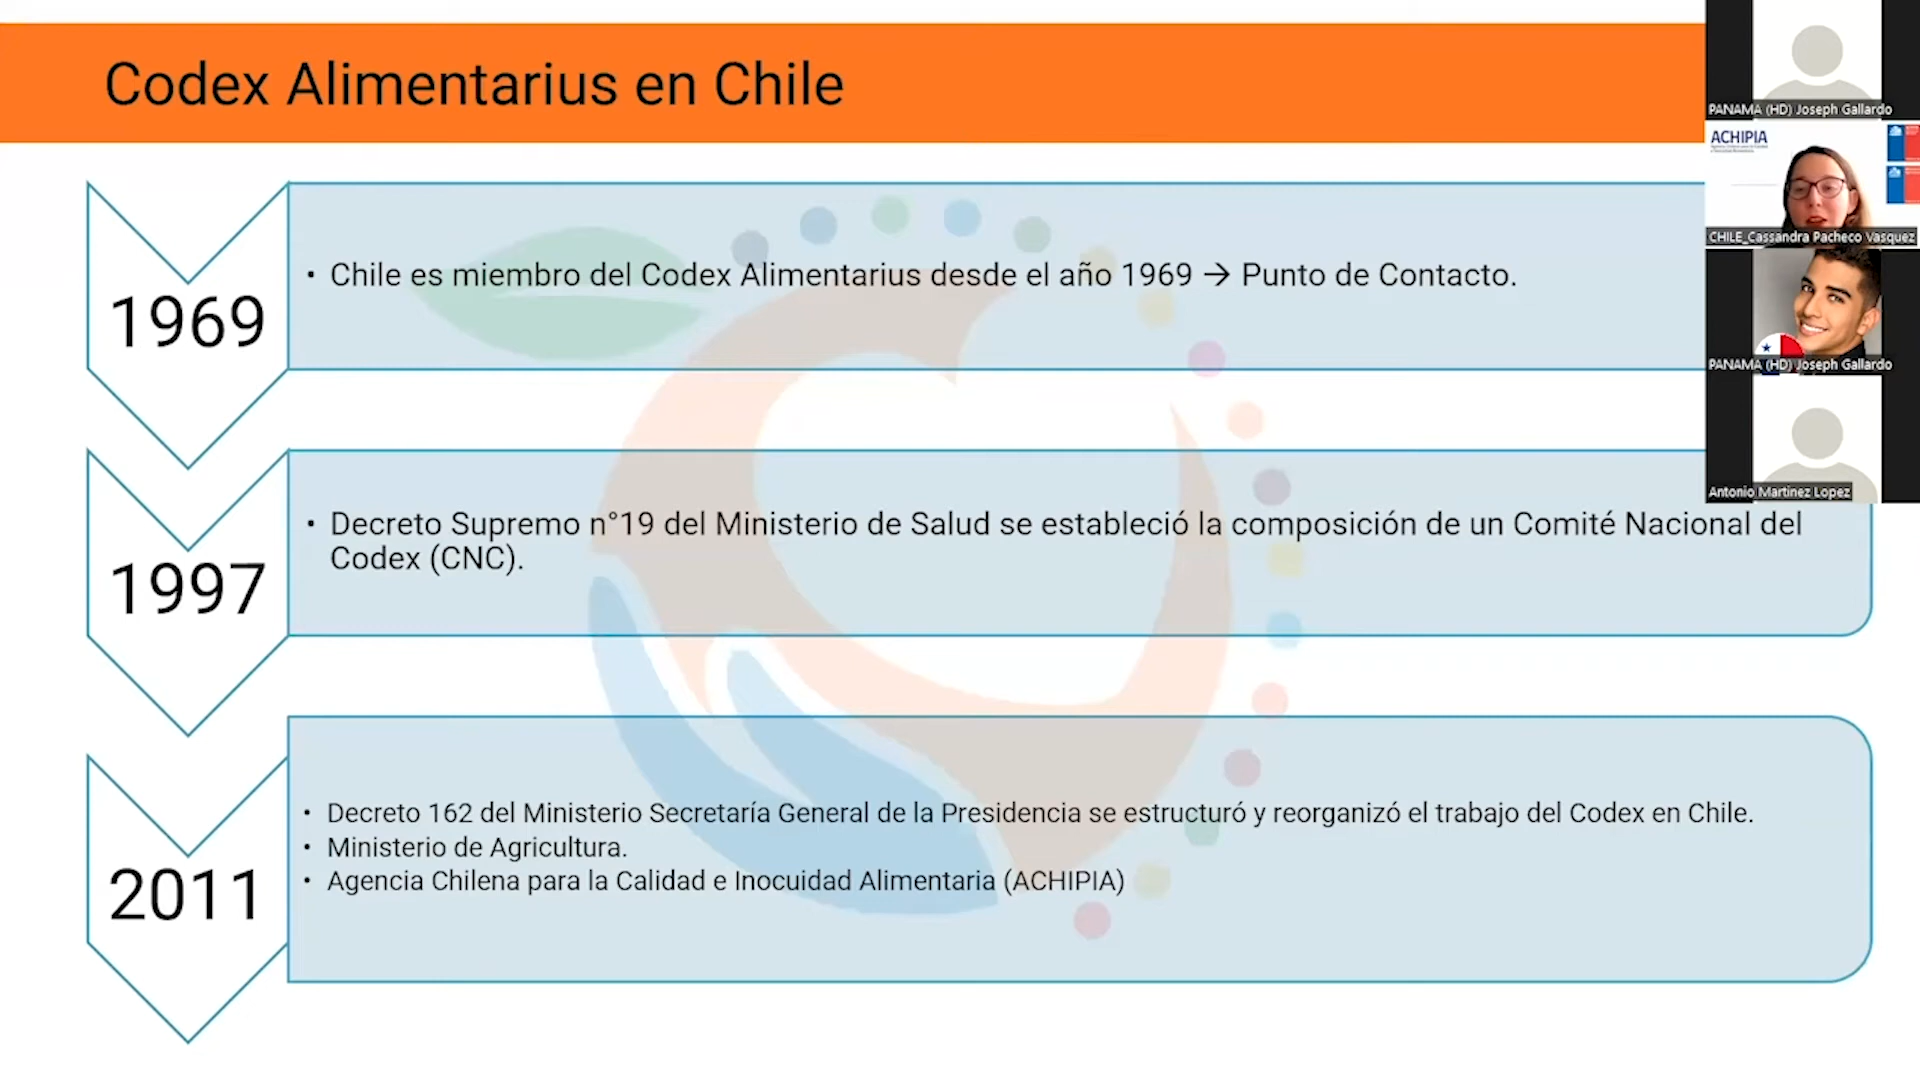 Codex Alimentarius en Chile
1969
• Chile es miembro del Codex Alimentarius desde el año 1969 → Punto de Contacto.
1997
• Decreto Supremo n°19 del Ministerio de Salud se estableció la composición de un Comité Nacional del
Codex (CNC).
2011
• Decreto 162 del Ministerio Secretaría General de la Presidencia se estructuró y reorganizó el trabajo del Codex en Chile.
• Ministerio de Agricultura.
• Agencia Chilena para la Calidad e Inocuidad Alimentaria (ACHIPIA)
PANAMA (HD) Joseph Gallardo
ACHIPIA
CHILE_Cassandra Pacheco Vasquez
PANAMA (HD) Joseph Gallardo
Antonio Martinez Lopez